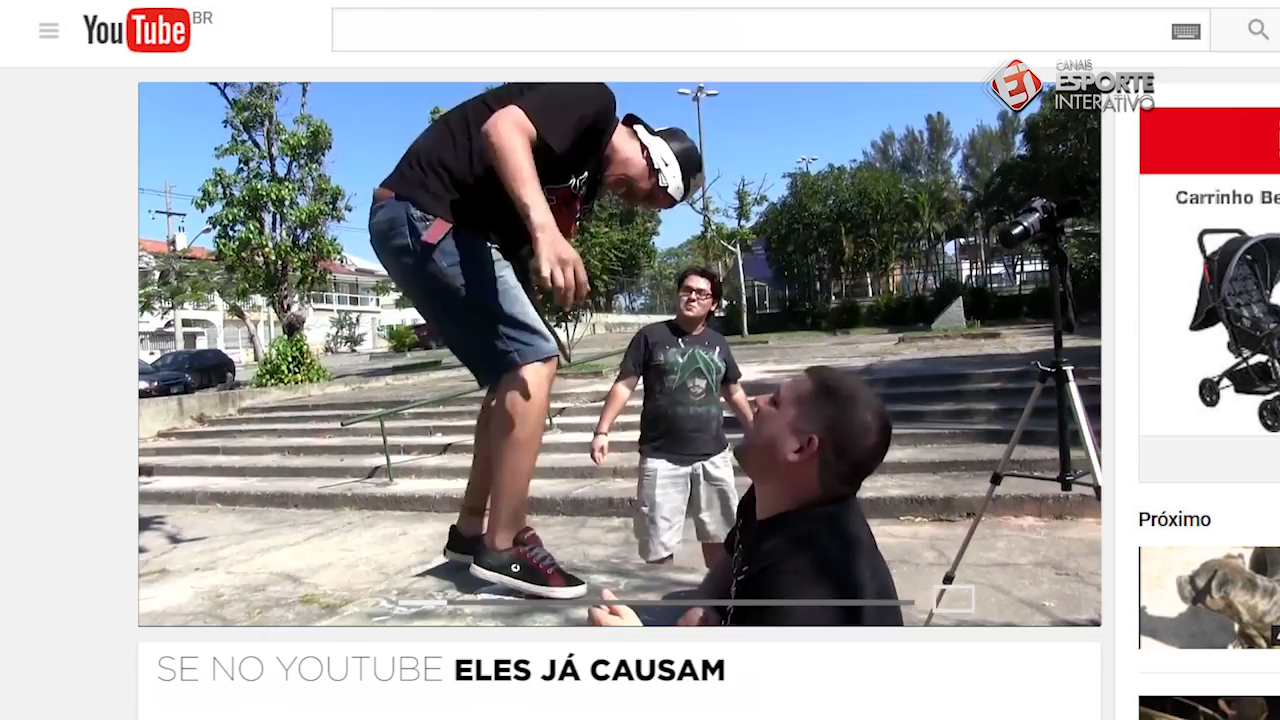 YouTube BR
CANAIS
ESPORTE
INTERATIVO
Carrinho Be
Próximo
SE NO YOUTUBE ELES JÁ CAUSAM